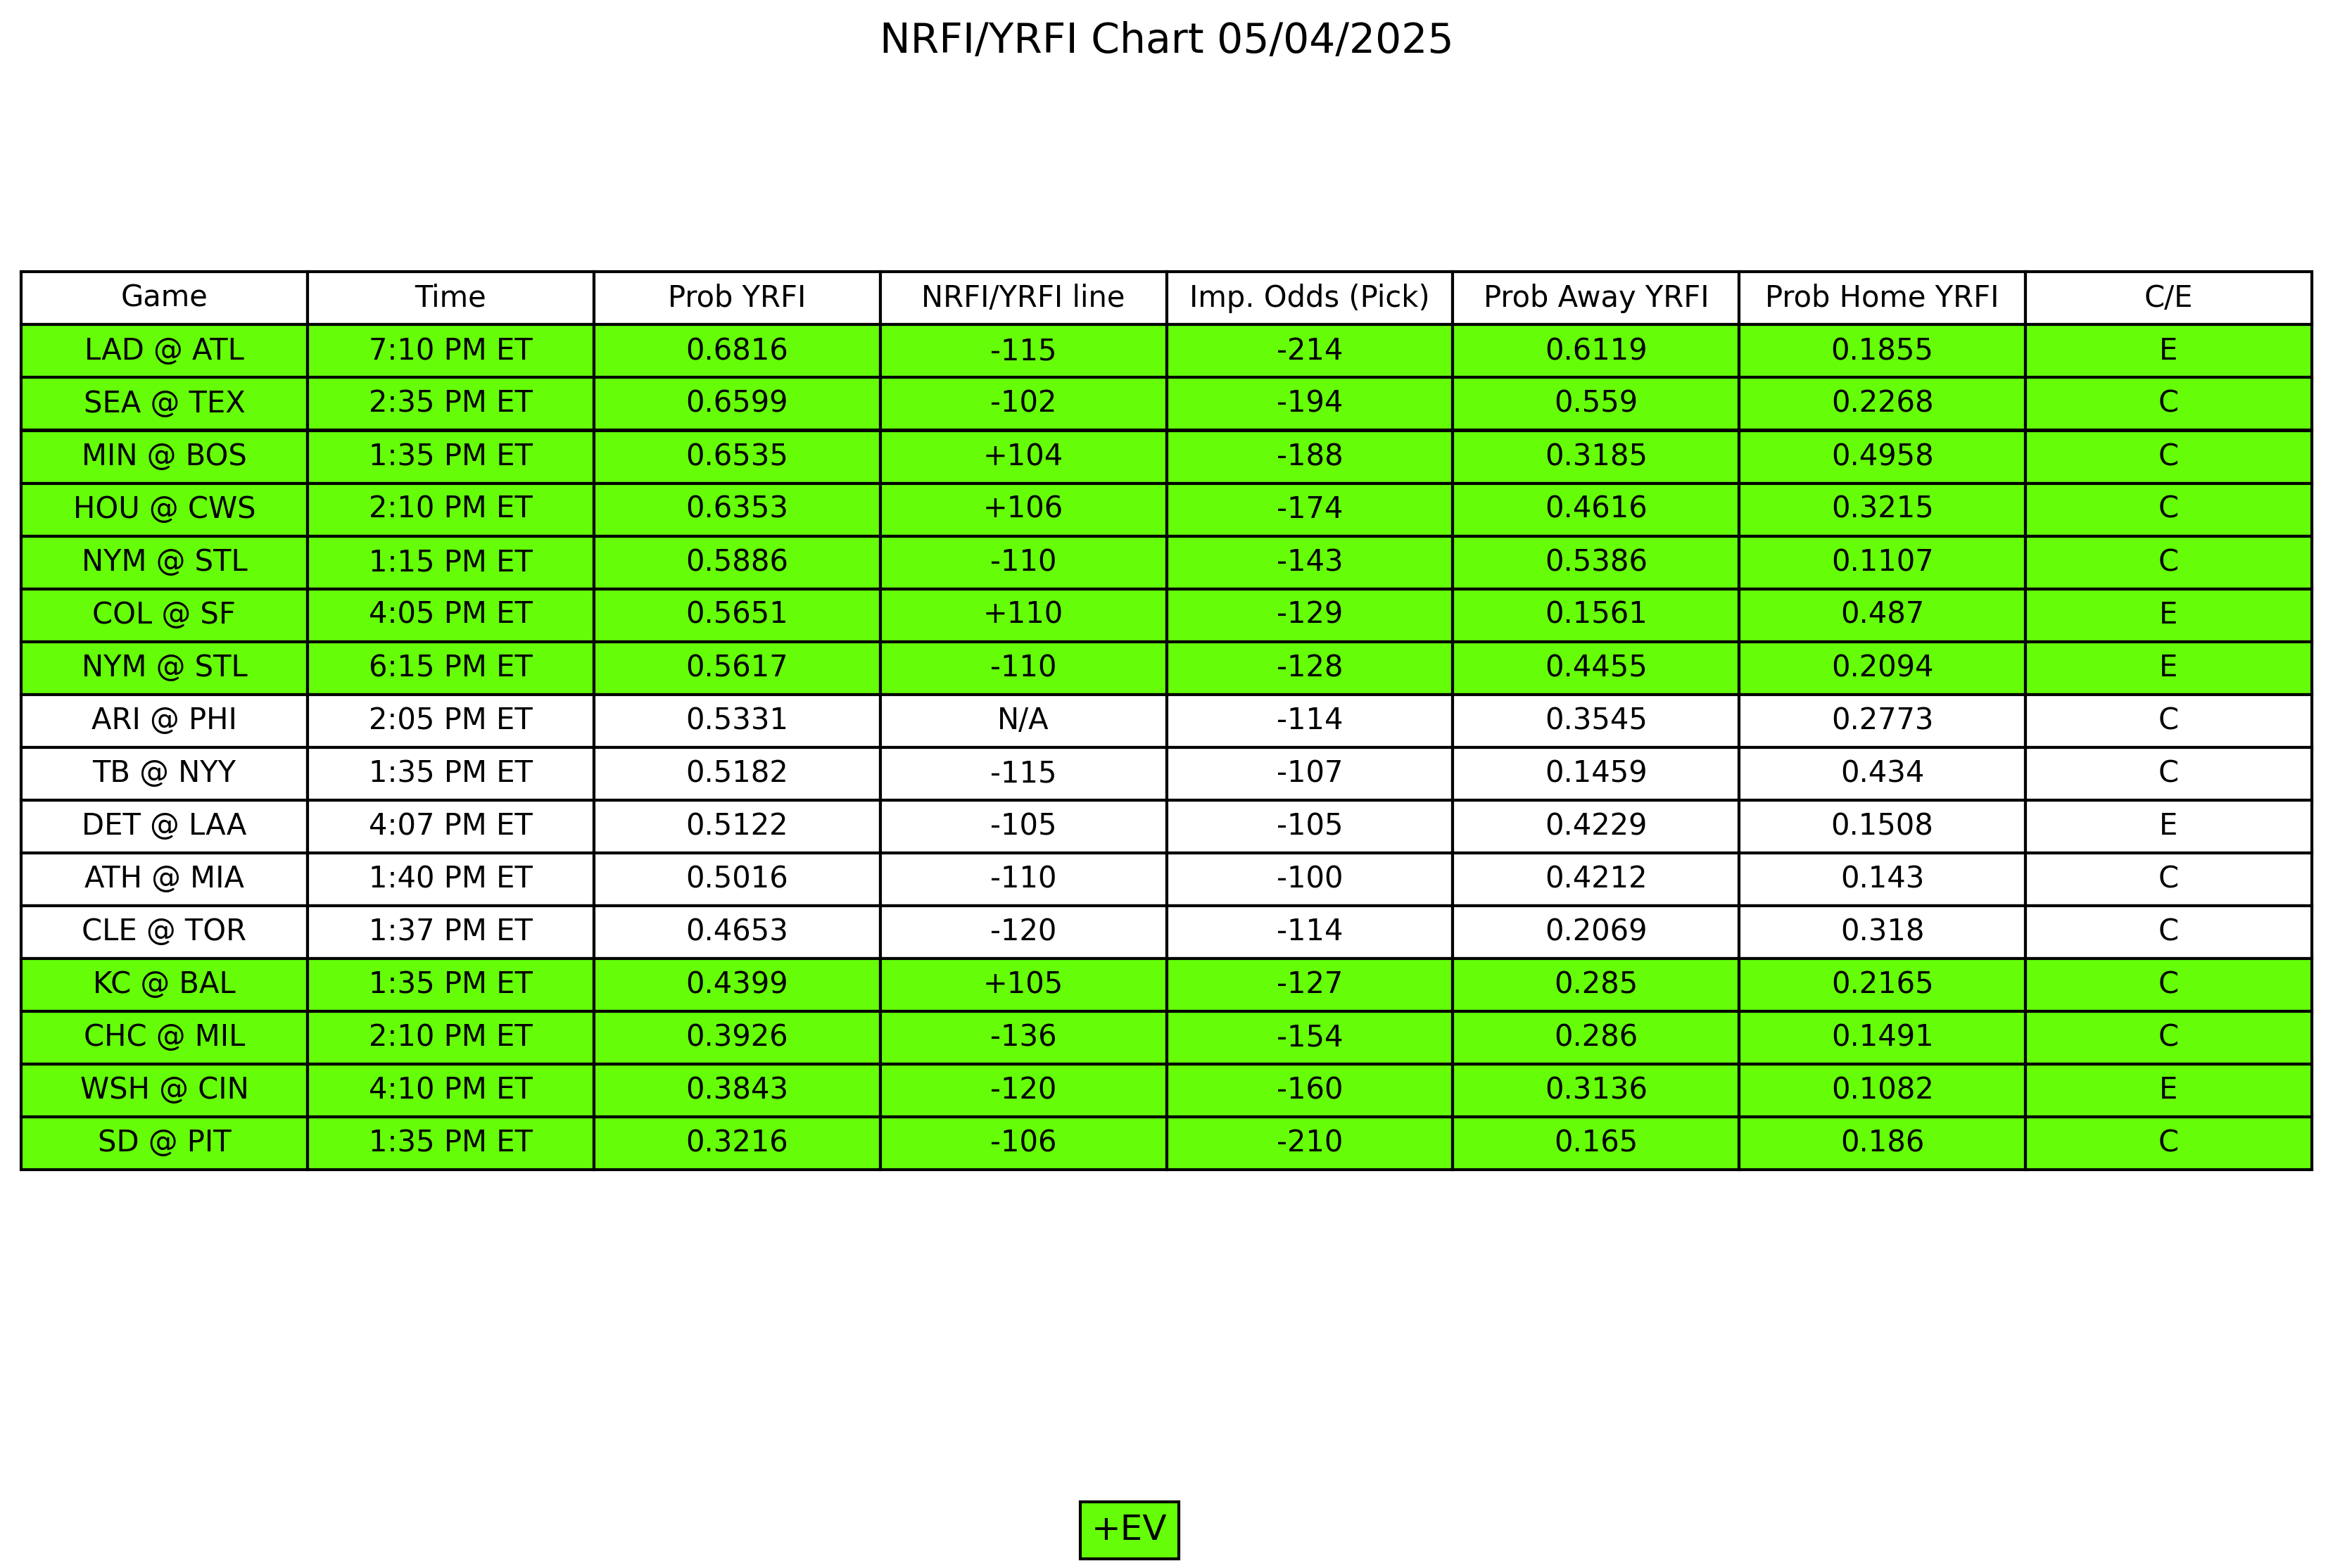 NRFI/YRFI Chart 05/04/2025
Game Time Prob YRFI NRFI/YRFI line Imp. Odds (Pick) Prob Away YRFI Prob Home YRFI C/E
LAD @ ATL 7:10 PM ET 0.6816 -115 -214 0.6119 0.1855 E
SEA @ TEX 2:35 PM ET 0.6599 -102 -194 0.559 0.2268 C
MIN @ BOS 1:35 PM ET 0.6535 +104 -188 0.3185 0.4958 C
HOU @ CWS 2:10 PM ET 0.6353 +106 -174 0.4616 0.3215 C
NYM @ STL 1:15 PM ET 0.5886 -110 -143 0.5386 0.1107 C
COL @ SF 4:05 PM ET 0.5651 +110 -129 0.1561 0.487 E
NYM @ STL 6:15 PM ET 0.5617 -110 -128 0.4455 0.2094 E
ARI @ PHI 2:05 PM ET 0.5331 N/A -114 0.3545 0.2773 C
TB @ NYY 1:35 PM ET 0.5182 -115 -107 0.1459 0.434 C
DET @ LAA 4:07 PM ET 0.5122 -105 -105 0.4229 0.1508 E
ATH @ MIA 1:40 PM ET 0.5016 -110 -100 0.4212 0.143 C
CLE @ TOR 1:37 PM ET 0.4653 -120 -114 0.2069 0.318 C
KC @ BAL 1:35 PM ET 0.4399 +105 -127 0.285 0.2165 C
CHC @ MIL 2:10 PM ET 0.3926 -136 -154 0.286 0.1491 C
WSH @ CIN 4:10 PM ET 0.3843 -120 -160 0.3136 0.1082 E
SD @ PIT 1:35 PM ET 0.3216 -106 -210 0.165 0.186 C
+EV